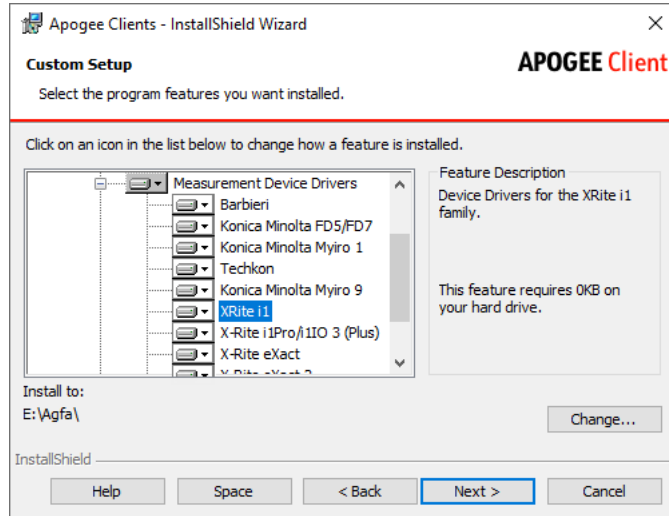 Apogee Clients - InstallShield Wizard
Custom Setup
Select the program features you want installed.
APOGEE Client
Click on an icon in the list below to change how a feature is installed.
Measurement Device Drivers
Barbieri
Konica Minolta FD5/FD7
Konica Minolta Myiro 1
Techkon
Konica Minolta Myiro 9
XRite i1
X-Rite i1Pro/i1IO 3 (Plus)
X-Rite eXact
X-Rite eXact 2
Feature Description
Device Drivers for the XRite i1
family.
This feature requires 0KB on
your hard drive.
Install to:
E:\Agfa\
Change...
InstallShield
Help
Space
< Back
Next >
Cancel